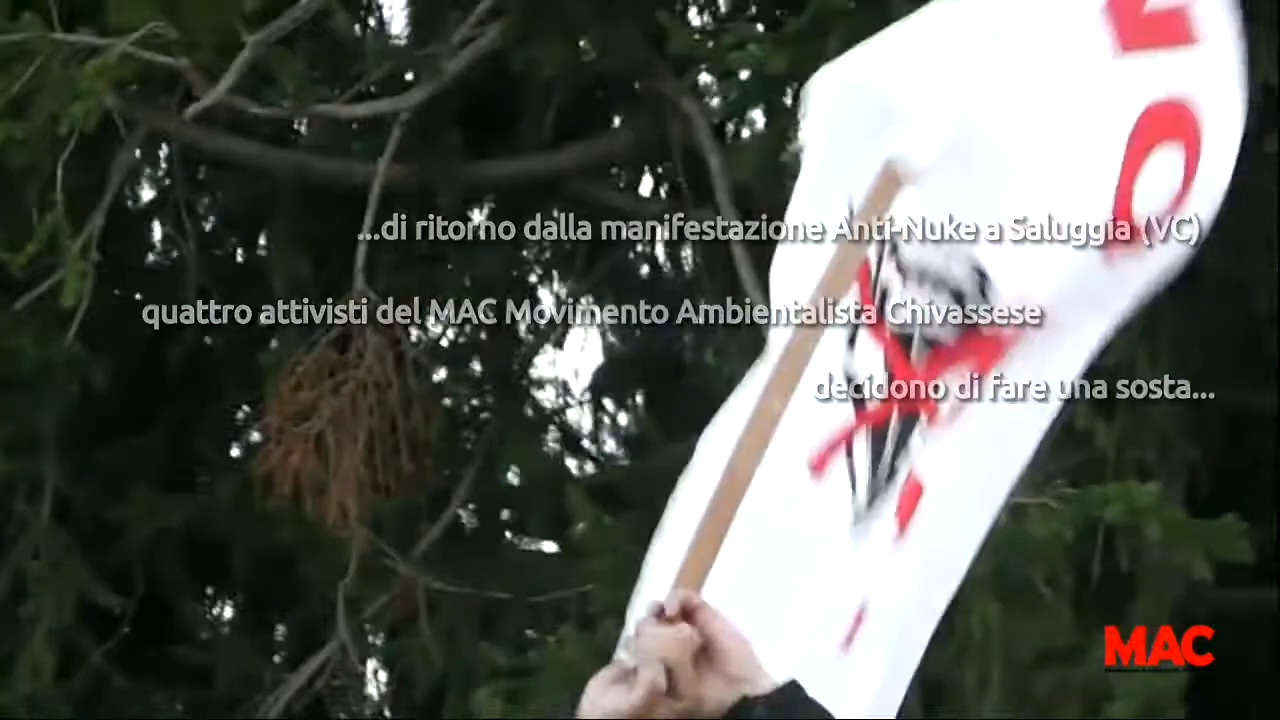 NO
...di ritorno dalla manifestazione Anti-Nuke a Saluggia (VC)
quattro attivisti del MAC Movimento Ambientalista Chivassese
decidono di fare una sosta...
MAC